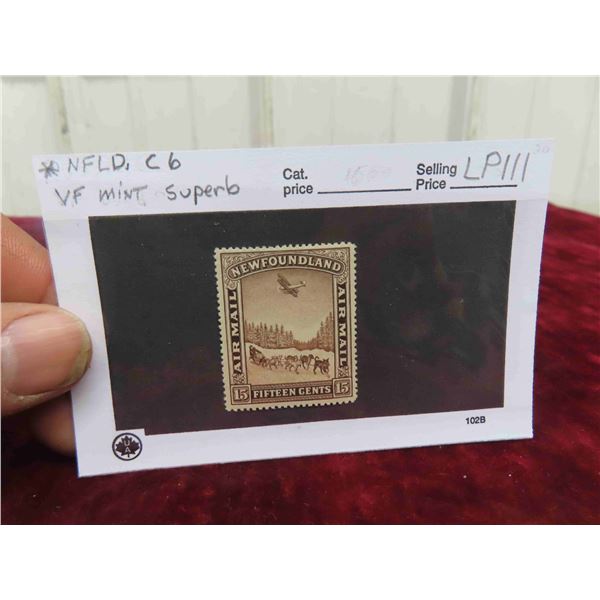 * NFLD, C6
VF MINT Superb
Cat. price
Selling Price LP111
NEWFOUNDLAND
AIR MAIL
AIR MAIL
15 FIFTEEN CENTS 15
102B